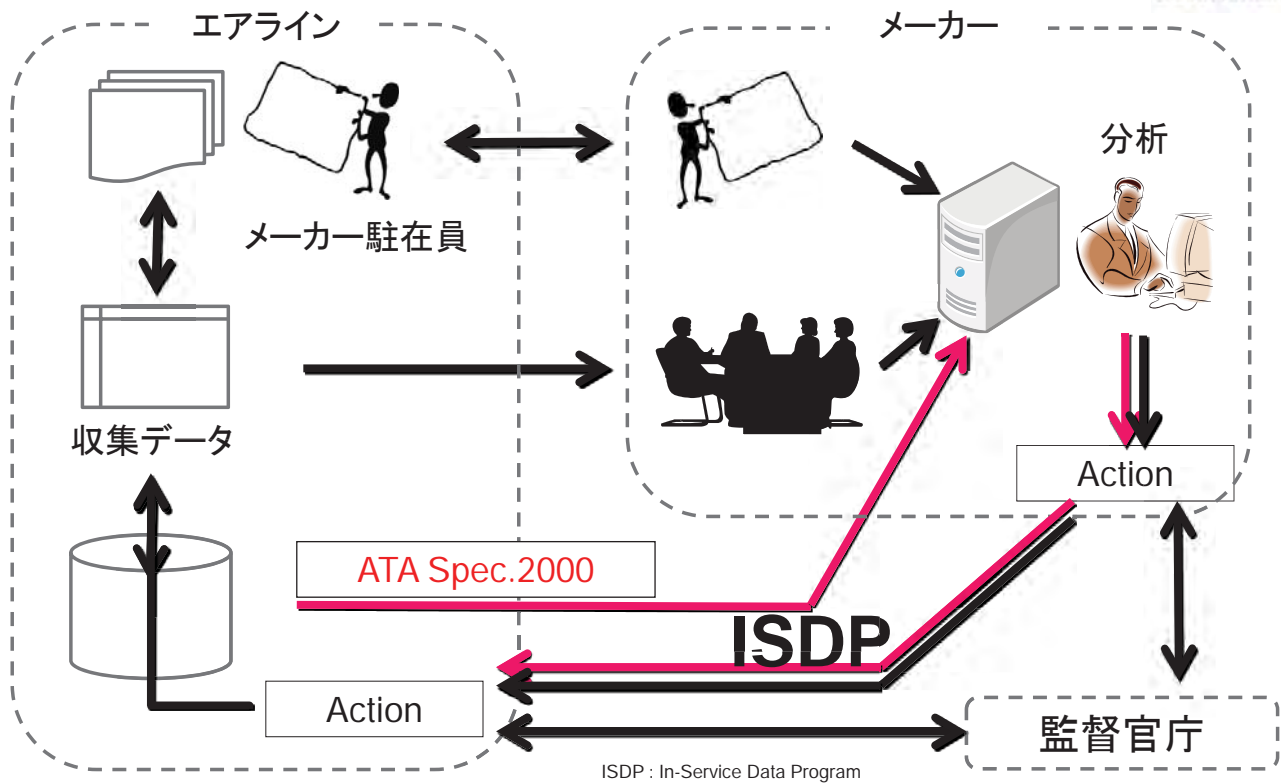 エアライン
メーカー
分析
メーカー駐在員
収集データ
Action
ATA Spec.2000
ISDP
Action
監督官庁
ISDP : In-Service Data Program